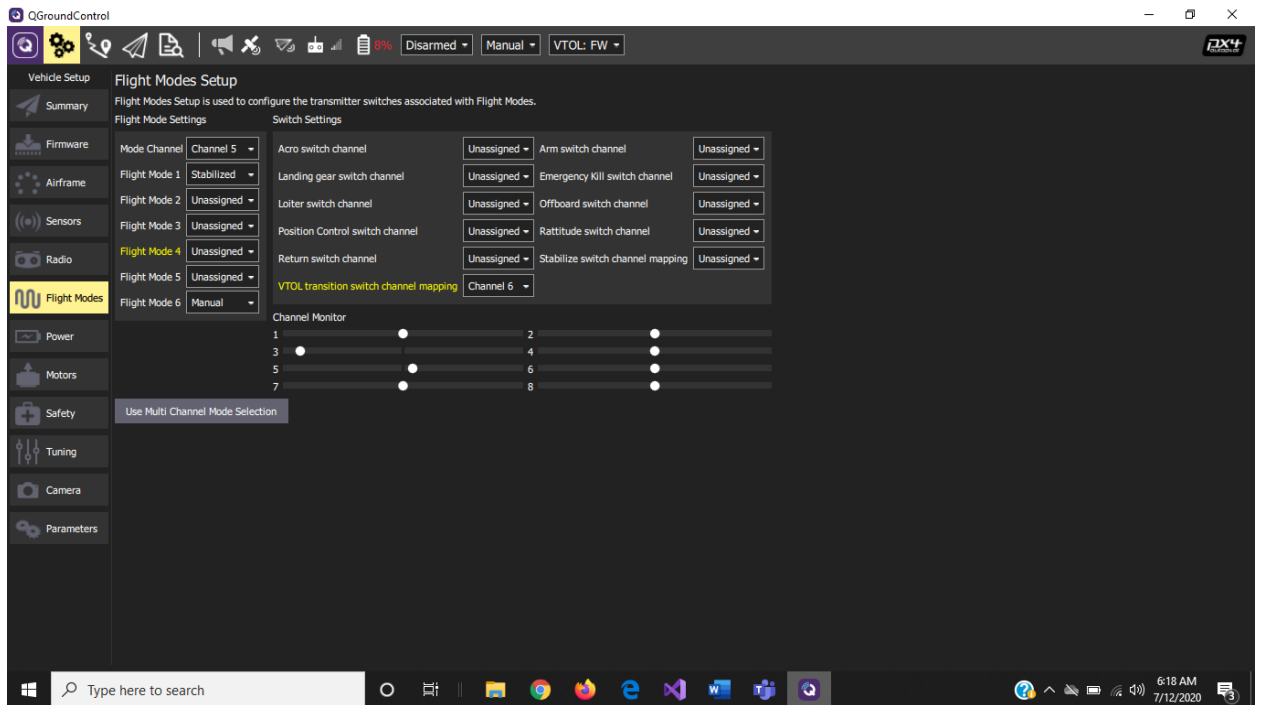 QGroundControl
8% Disarmed Manual VTOL: FW px4 autopilot
Vehicle Setup
Summary
Firmware
Airframe
Sensors
Radio
Flight Modes
Power
Motors
Safety
Tuning
Camera
Parameters
Flight Modes Setup
Flight Modes Setup is used to configure the transmitter switches associated with Flight Modes.
Flight Mode Settings
Mode Channel Channel 5
Flight Mode 1 Stabilized
Flight Mode 2 Unassigned
Flight Mode 3 Unassigned
Flight Mode 4 Unassigned
Flight Mode 5 Unassigned
Flight Mode 6 Manual
Switch Settings
Acro switch channel Unassigned Arm switch channel Unassigned
Landing gear switch channel Unassigned Emergency Kill switch channel Unassigned
Loiter switch channel Unassigned Offboard switch channel Unassigned
Position Control switch channel Unassigned Rattitude switch channel Unassigned
Return switch channel Unassigned Stabilize switch channel mapping Unassigned
VTOL transition switch channel mapping Channel 6
Channel Monitor
1 2
3 4
5 6
7 8
Use Multi Channel Mode Selection
Type here to search
6:18 AM
7/12/2020
3